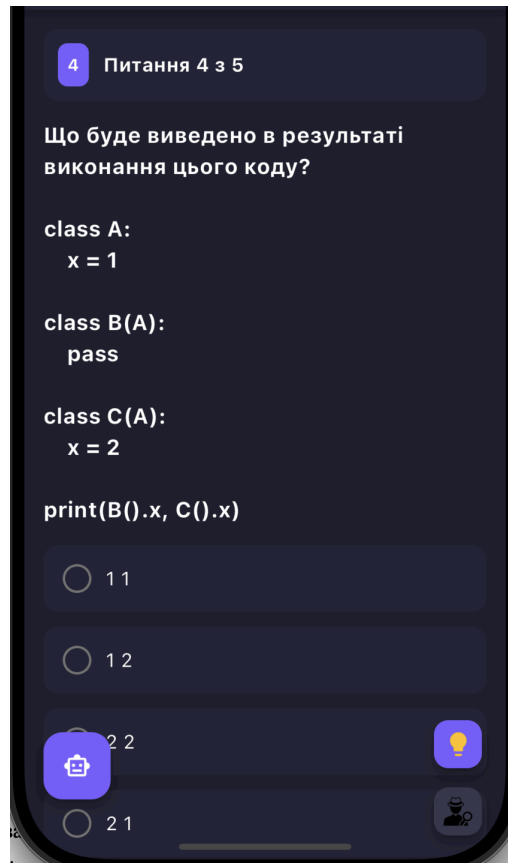 4 Питання 4 з 5
Що буде виведено в результаті
виконання цього коду?
class A:
x = 1
class B(A):
pass
class C(A):
x = 2
print(B().x, C().x)
1 1
1 2
2 2
2 1